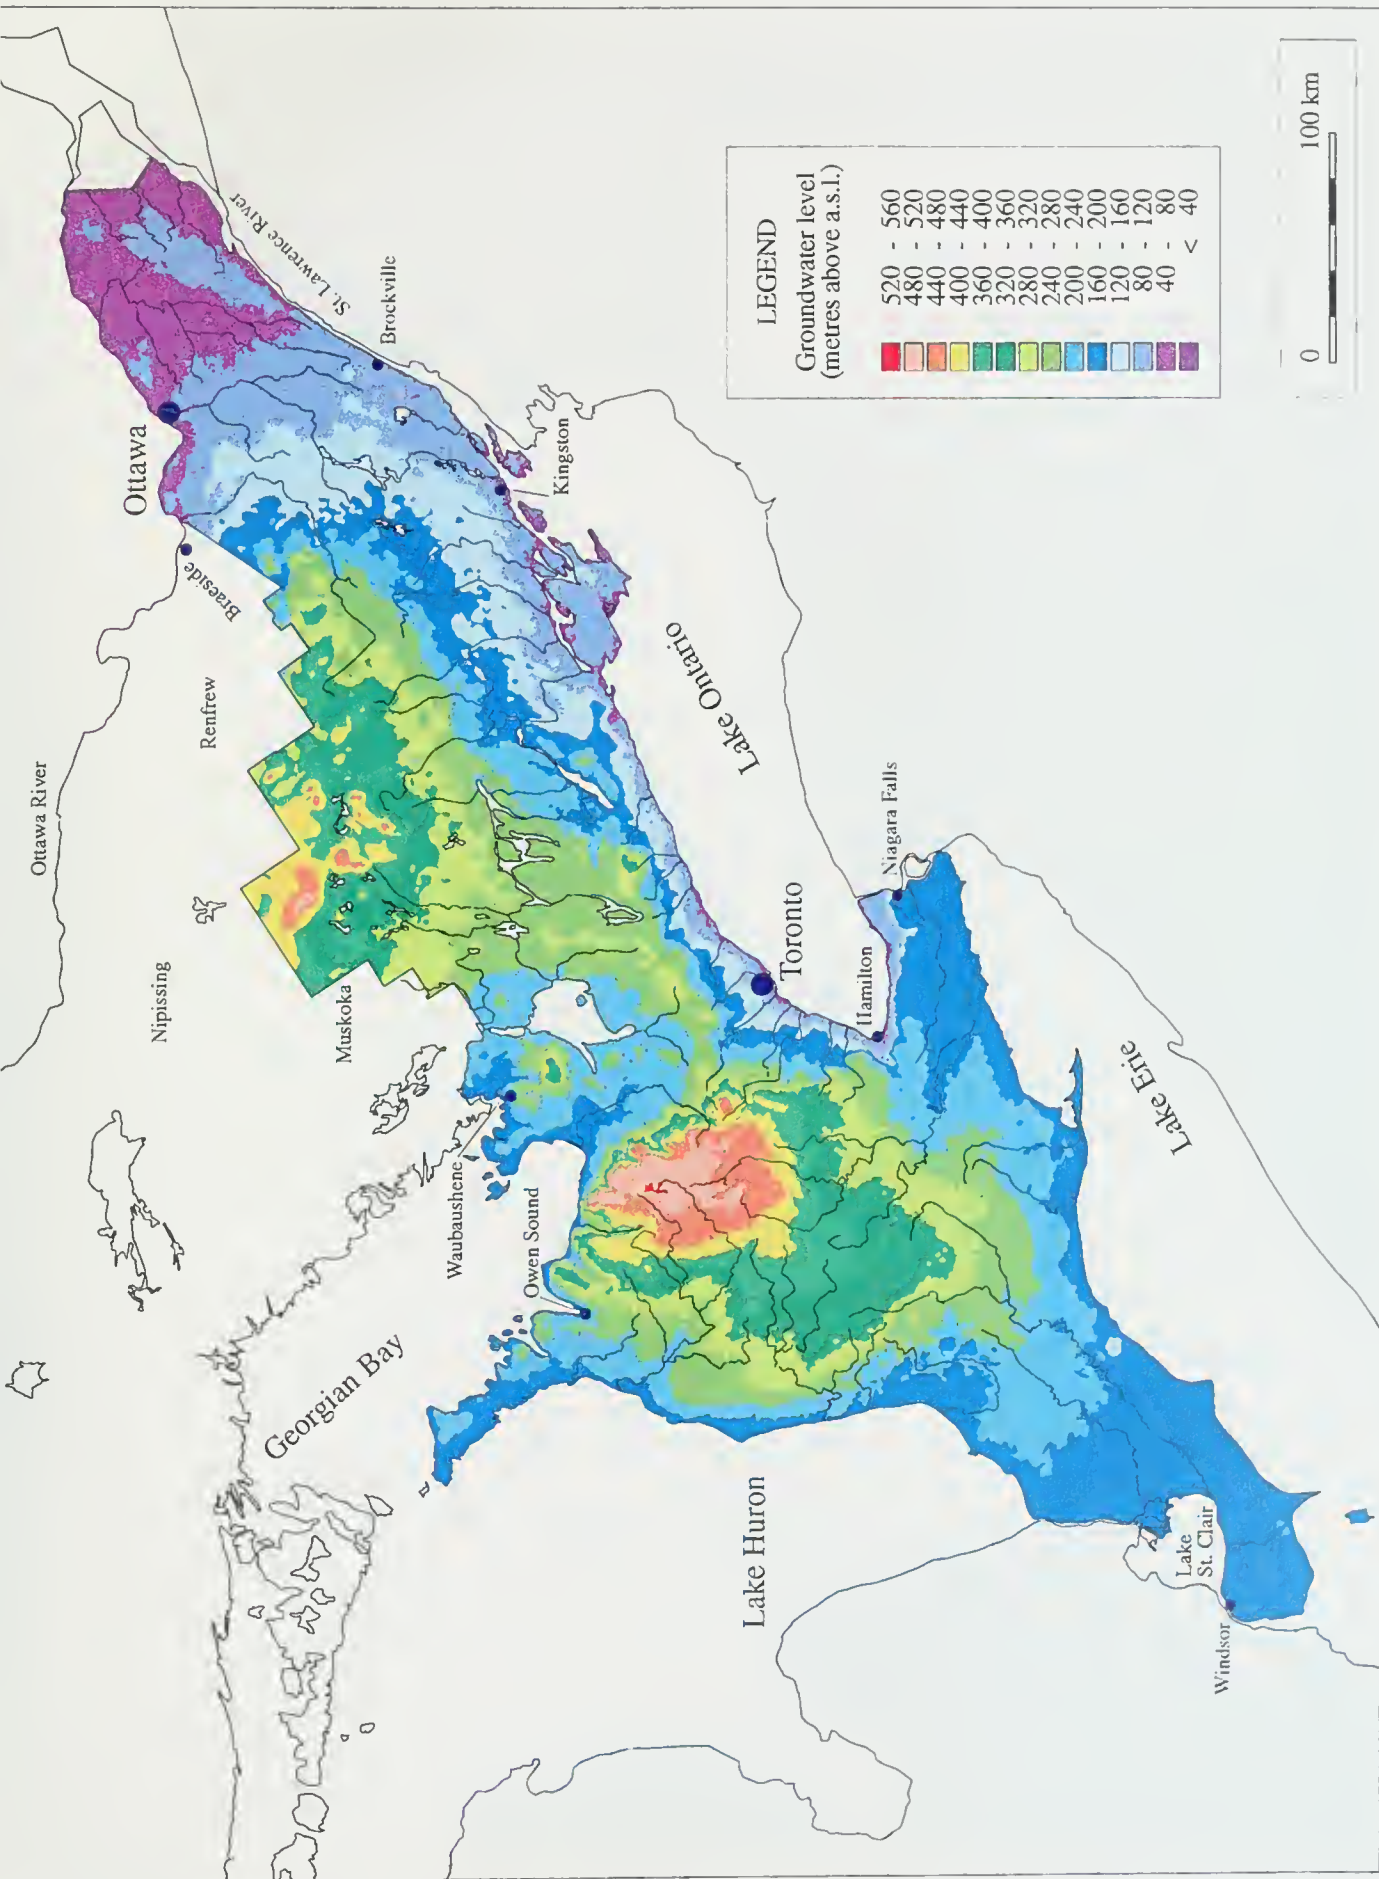 Ottawa River
Nipissing
Renfrew
Braeside
Ottawa
St. Lawrence River
Brockville
Kingston
Muskoka
Waubaushene
Owen Sound
Georgian Bay
Lake Huron
Toronto
Hamilton
Niagara Falls
Lake Ontario
Lake Erie
Lake
St. Clair
Windsor
LEGEND
Groundwater level
(metres above a.s.l.)
520 - 560
480 - 520
440 - 480
400 - 440
360 - 400
320 - 360
280 - 320
240 - 280
200 - 240
160 - 200
120 - 160
80 - 120
40 - 80
< 40
0 100 km